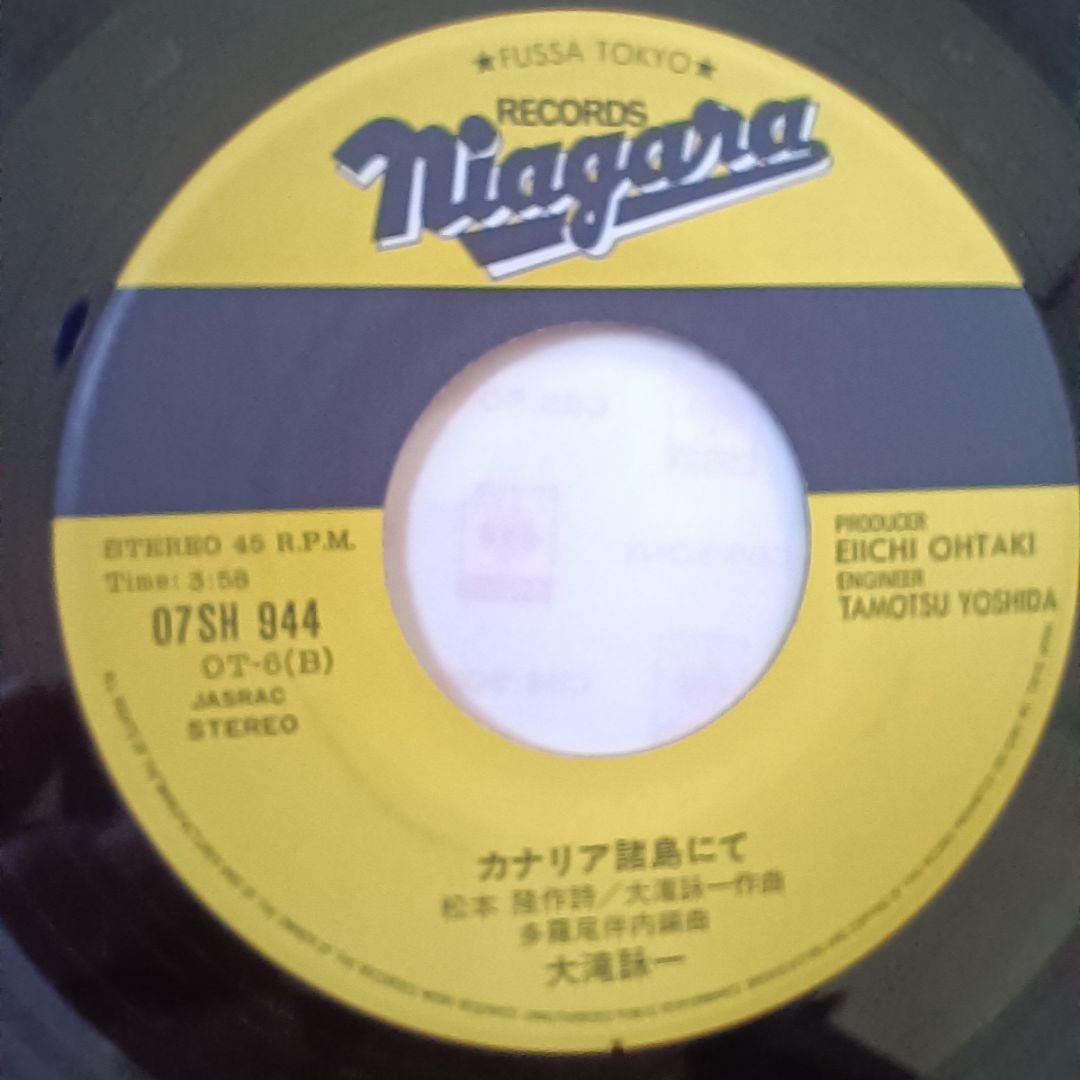 ★FUSSA TOKYO★
RECORDS
Niagara
STEREO 45 R.P.M.
Time: 3:58
07SH 944
OT-6(B)
JASRAC
STEREO
PRODUCER
EIICHI OHTAKI
ENGINEER
TAMOTSU YOSHIDA
カナリア諸島にて
松本 隆作詩／大滝詠一作曲
多羅尾伴内編曲
大滝詠一